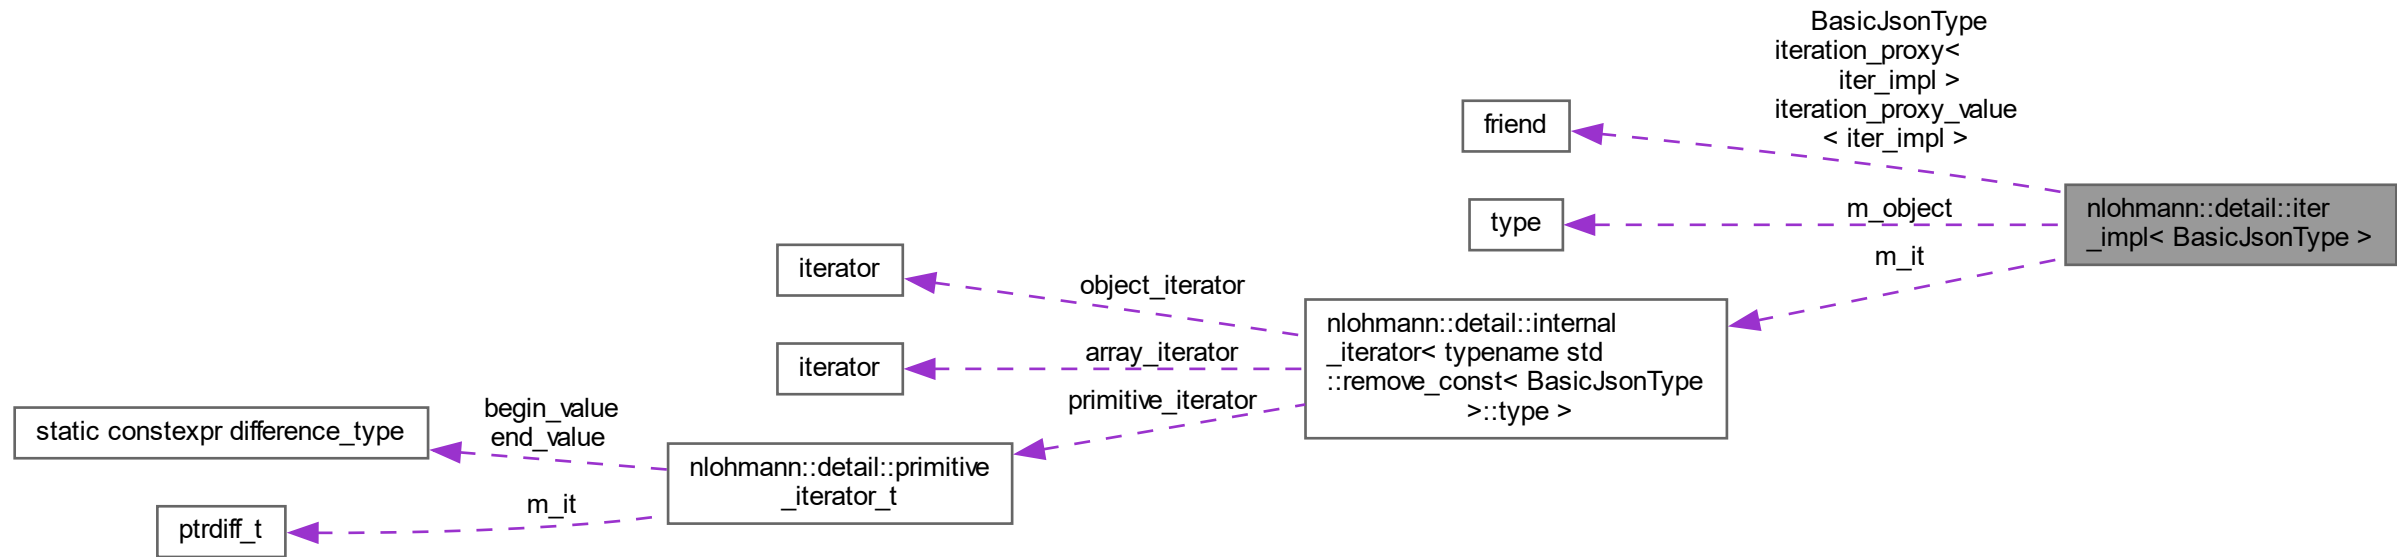 BasicJsonType
iteration_proxy<
iter_impl >
iteration_proxy_value
< iter_impl >
friend
type
m_object
nlohmann::detail::iter
_impl< BasicJsonType >
m_it
iterator
object_iterator
iterator
array_iterator
primitive_iterator
nlohmann::detail::internal
_iterator< typename std
::remove_const< BasicJsonType
>::type >
static constexpr difference_type
begin_value
end_value
nlohmann::detail::primitive
_iterator_t
ptrdiff_t
m_it